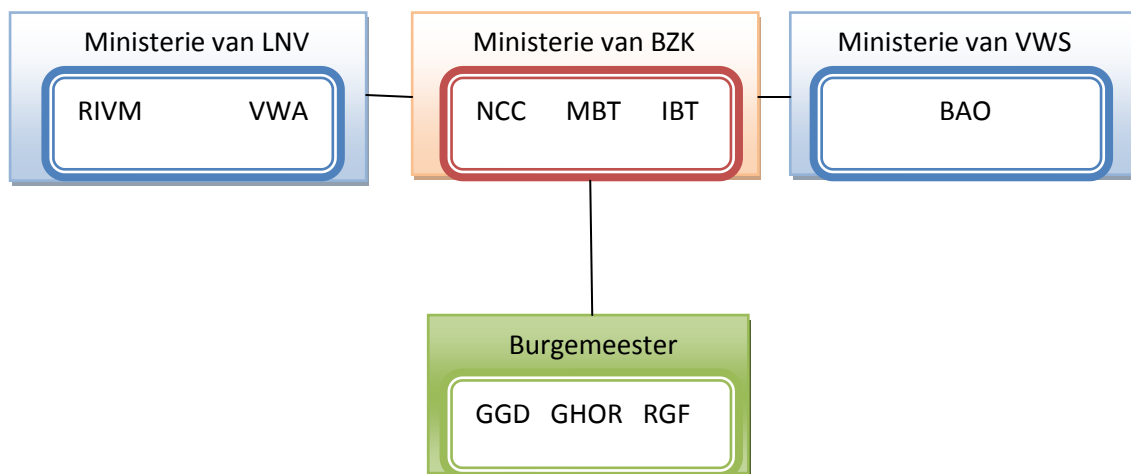 Ministerie van LNV
RIVM VWA
Ministerie van BZK
NCC MBT IBT
Ministerie van VWS
BAO
Burgemeester
GGD GHOR RGF